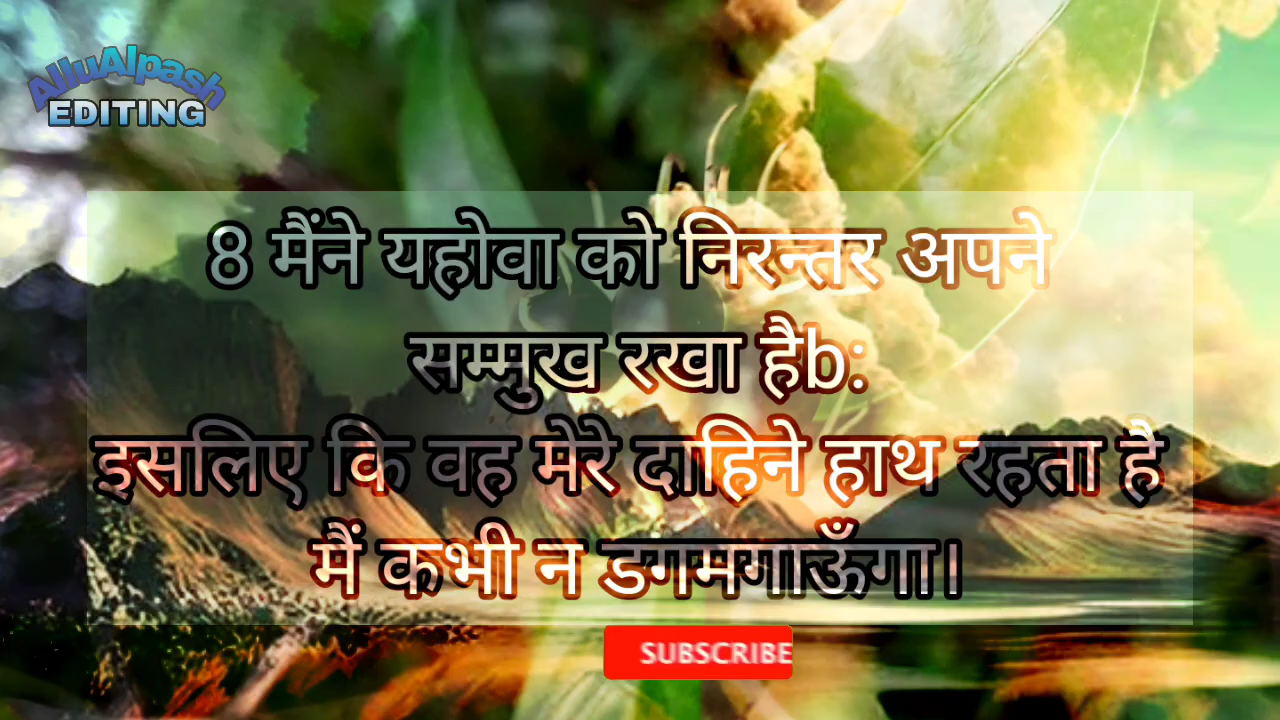 AlluAlpash
EDITING
8 मैंने यहोवा को निरन्तर अपने
सम्मुख रखा हैb:
इसलिए कि वह मेरे दाहिने हाथ रहता है
मैं कभी न डगमगाऊँगा।
SUBSCRIBE